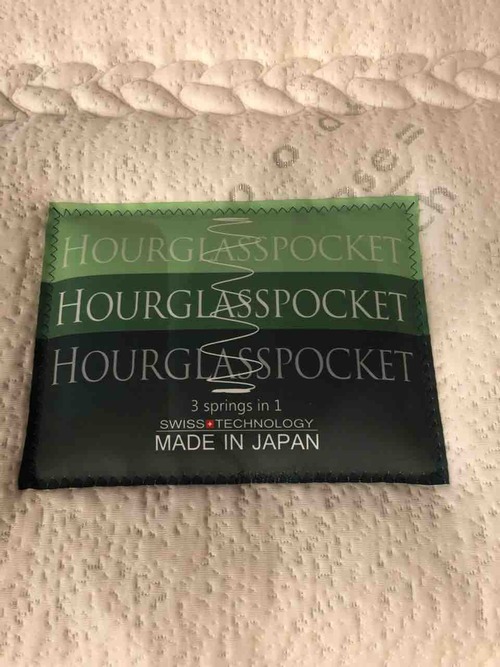 HOURGLASSPOCKET
HOURGLASSPOCKET
HOURGLASSPOCKET
3 springs in 1
SWISS TECHNOLOGY
MADE IN JAPAN